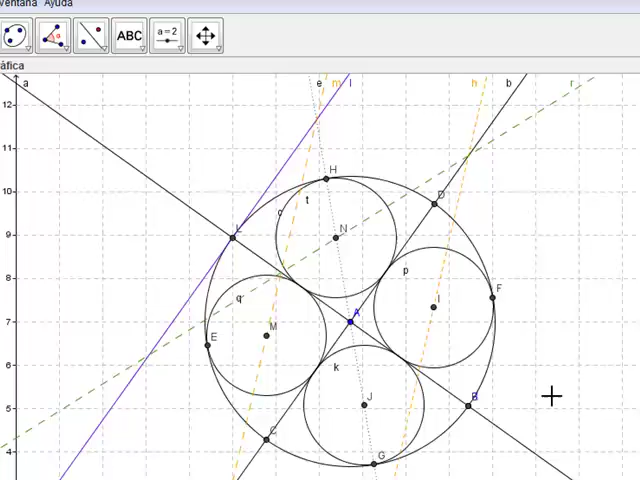 Ventana Ayuda
α ABC a=2
áfica
a e m l h b r
12
11
H
10 t D
c
9 L N
8 p F
q I
7 A
M
E
6 k
J B
5
C
4 G